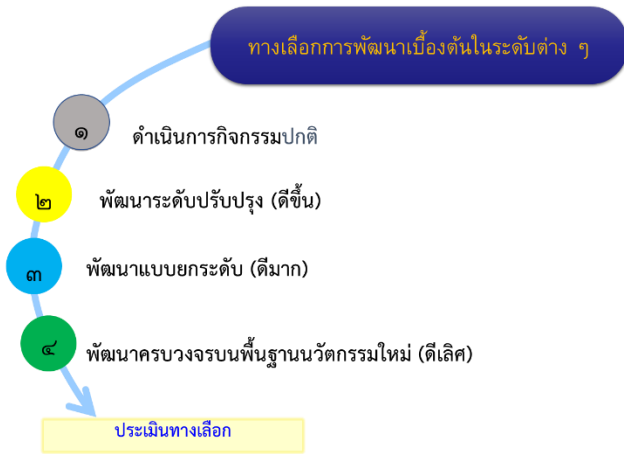 ทางเลือกการพัฒนาเบื้องต้นในระดับต่าง ๆ
๑ ดำเนินการกิจกรรมปกติ
๒ พัฒนาระดับปรับปรุง (ดีขึ้น)
๓ พัฒนาแบบยกระดับ (ดีมาก)
๔ พัฒนาครบวงจรบนพื้นฐานนวัตกรรมใหม่ (ดีเลิศ)
ประเมินทางเลือก